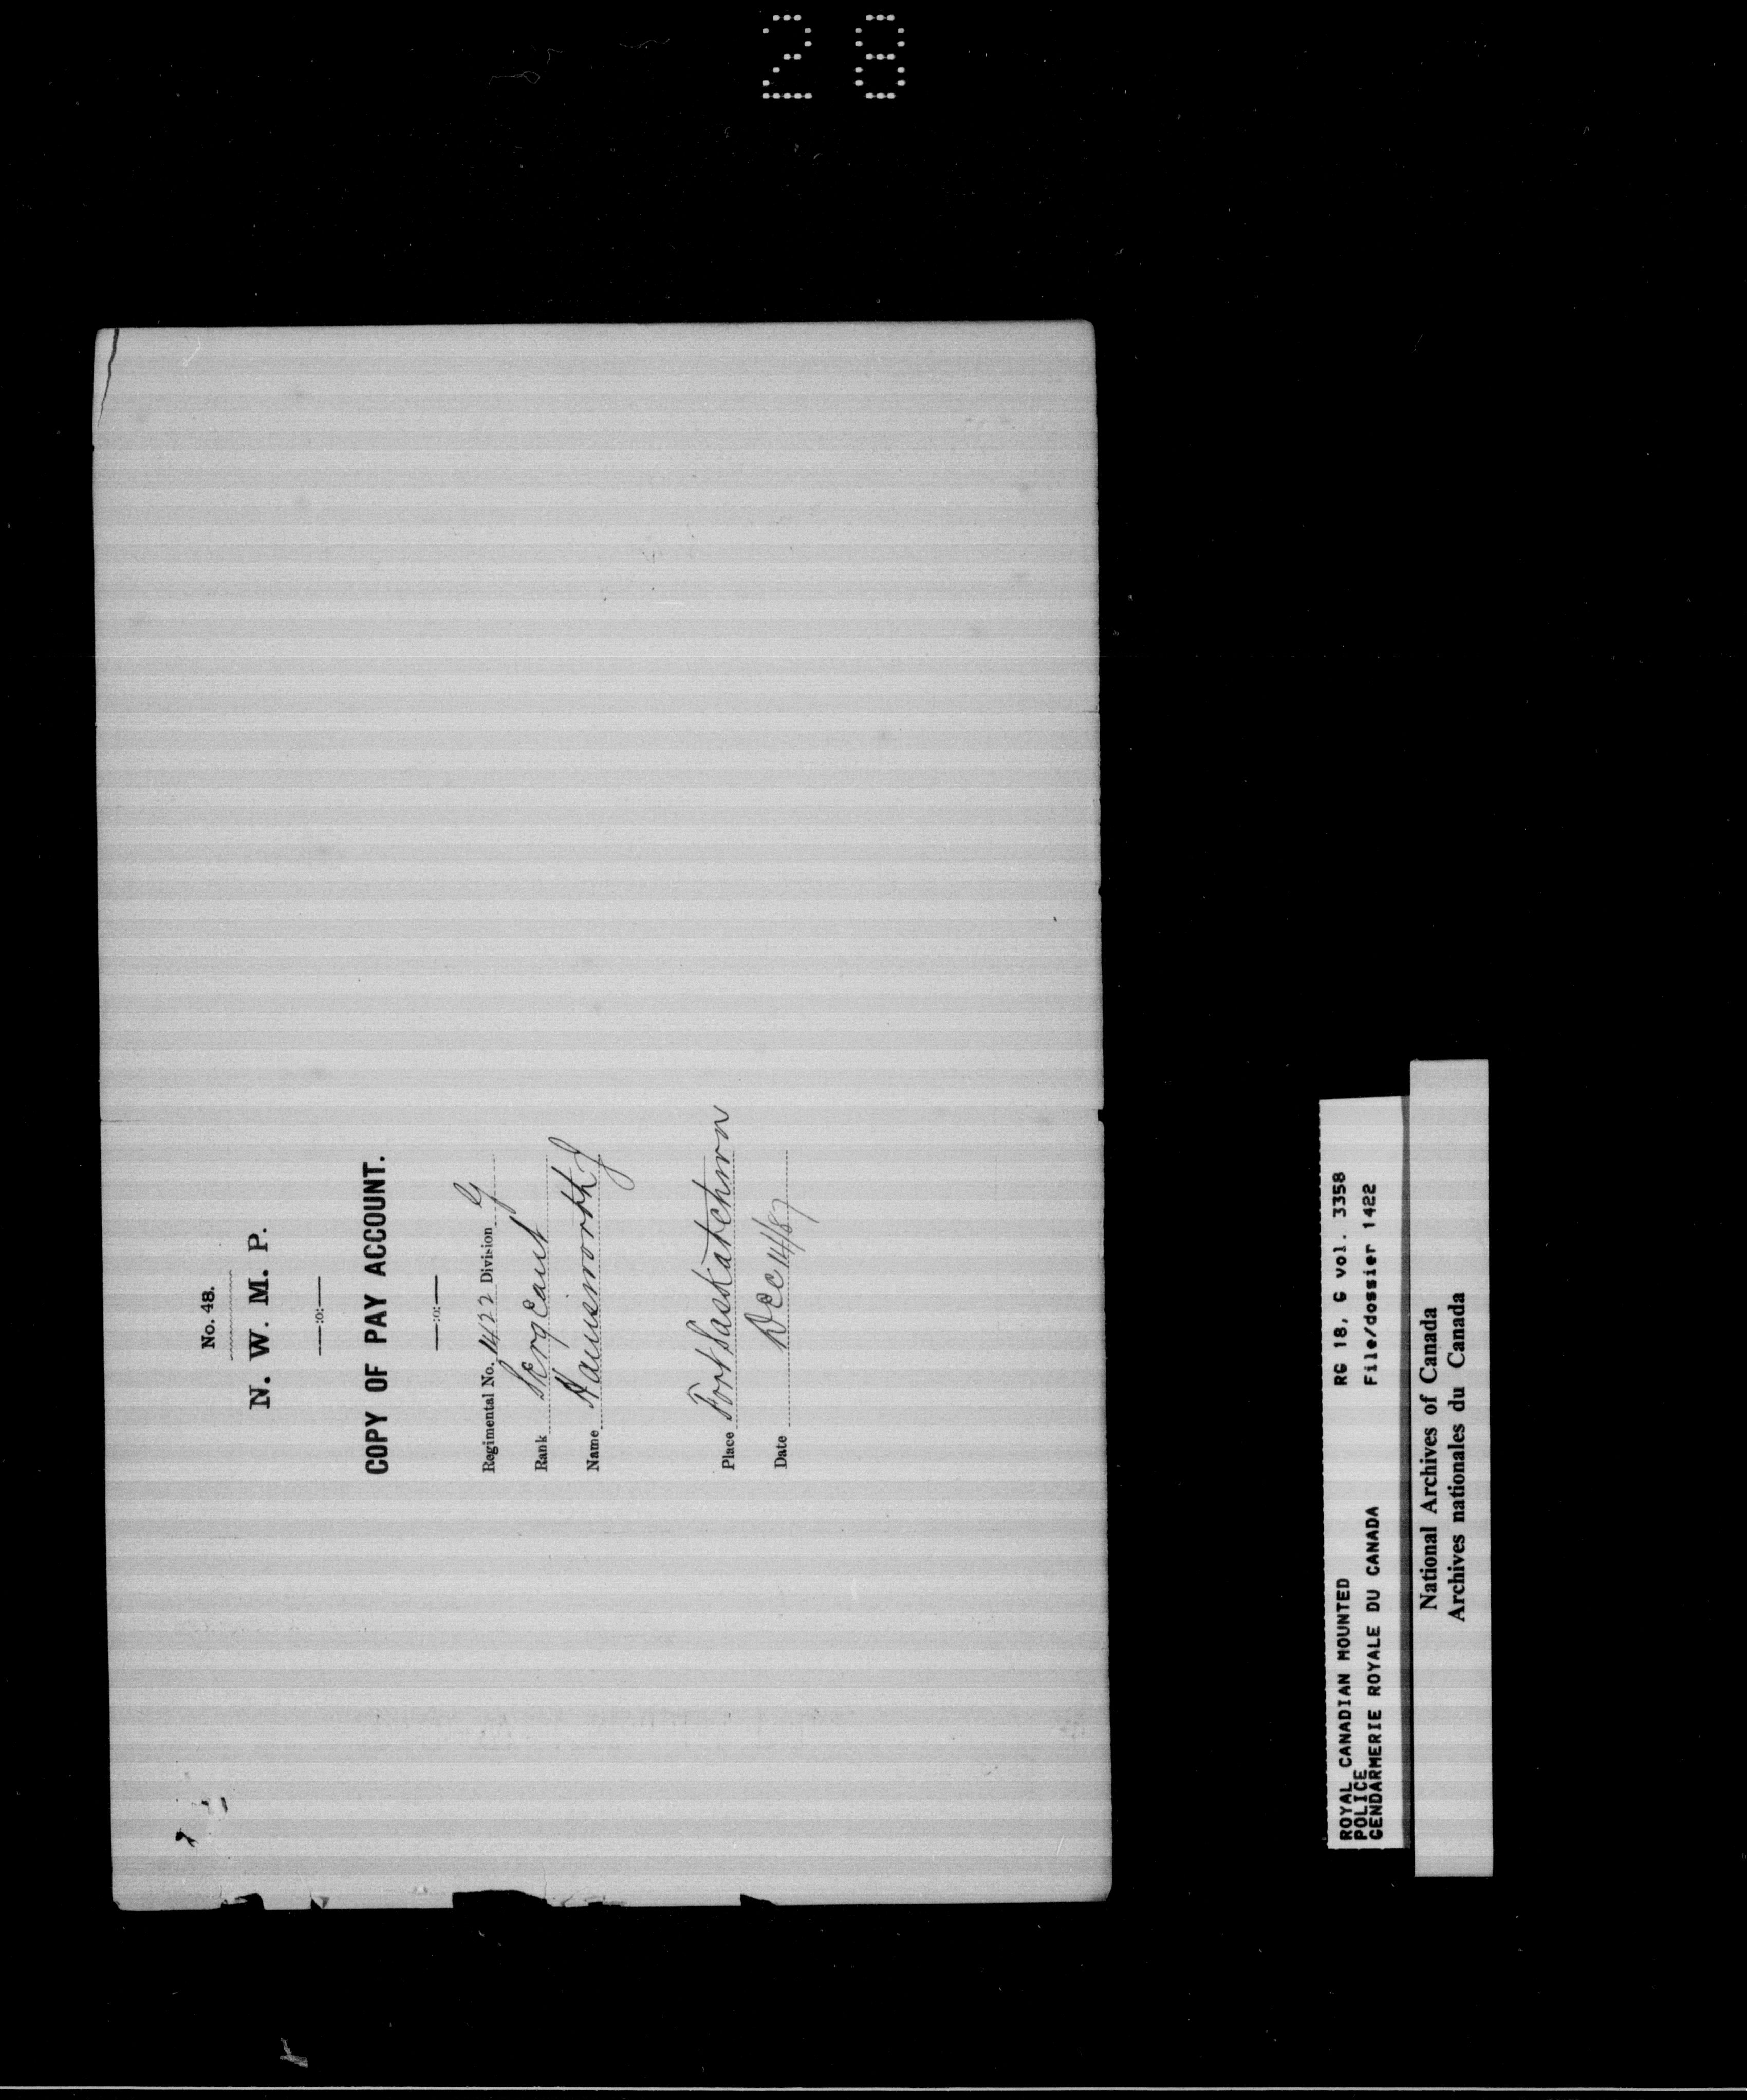 No. 48.
N. W. M. P.
—:o:—
COPY OF PAY ACCOUNT.
—:o:—
Regimental No. 1422 Division G
Rank Sergeant
Name Hainsworth J
Place Fort Saskatchewan
Date Dec 14/87
ROYAL CANADIAN MOUNTED RG 18, G vol. 3358
POLICE
GENDARMERIE ROYALE DU CANADA File/dossier 1422
National Archives of Canada
Archives nationales du Canada